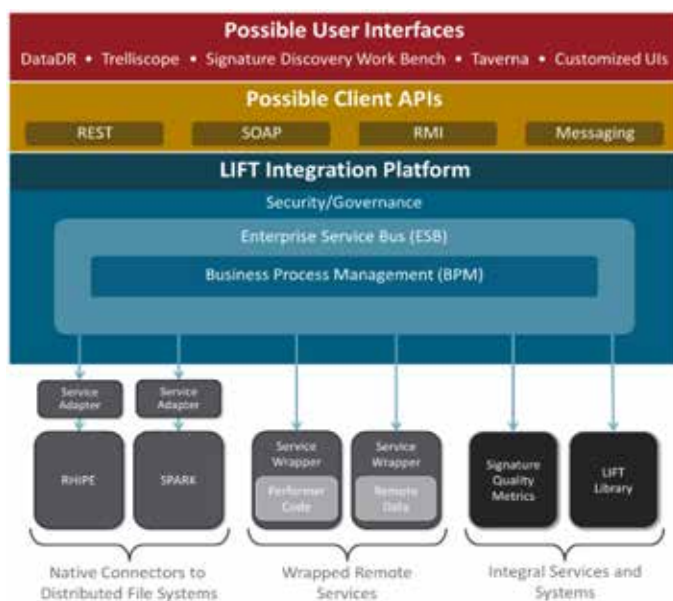 Possible User Interfaces
DataDR • Trelliscope • Signature Discovery Work Bench • Taverna • Customized UIs
Possible Client APIs
REST SOAP RMI Messaging
LIFT Integration Platform
Security/Governance
Enterprise Service Bus (ESB)
Business Process Management (BPM)
Service
Adapter
Service
Adapter
RHIPE
SPARK
Service
Wrapper
Performer
Code
Service
Wrapper
Remote
Data
Signature
Quality
Metrics
LIFT
Library
Native Connectors to
Distributed File Systems
Wrapped Remote
Services
Integral Services and
Systems